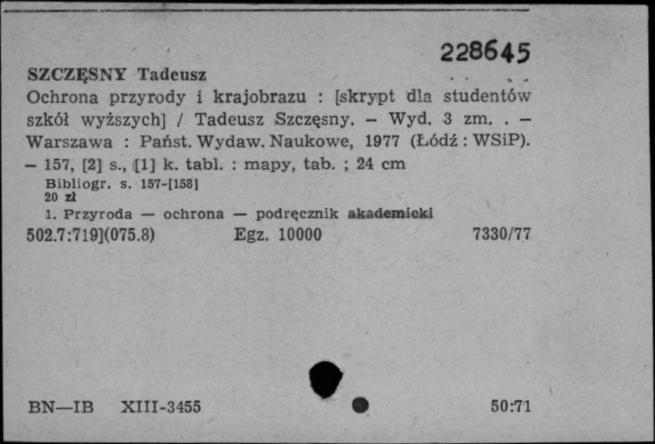 228645
SZCZĘSNY Tadeusz
Ochrona przyrody i krajobrazu : [skrypt dla studentów
szkół wyższych] / Tadeusz Szczęsny. — Wyd. 3 zm. . —
Warszawa : Państ. Wydaw. Naukowe, 1977 (Łódź : WSiP).
— 157, [2] s., [1] k. tabl. : mapy, tab. ; 24 cm
Bibliogr. s. 157-[158]
20 zł
1. Przyroda — ochrona — podręcznik akademicki
502.7:719](075.8) Egz. 10000 7330/77
BN—IB XIII-3455 50:71